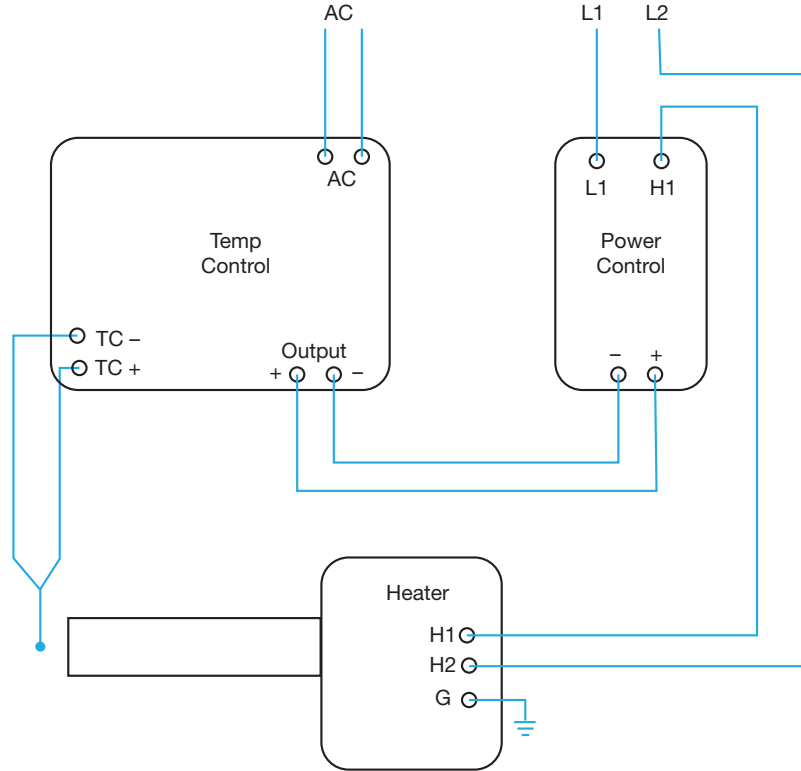 AC
L1 L2
AC
L1 H1
Temp
Control
Power
Control
TC –
TC +
Output
+ –
– +
Heater
H1
H2
G